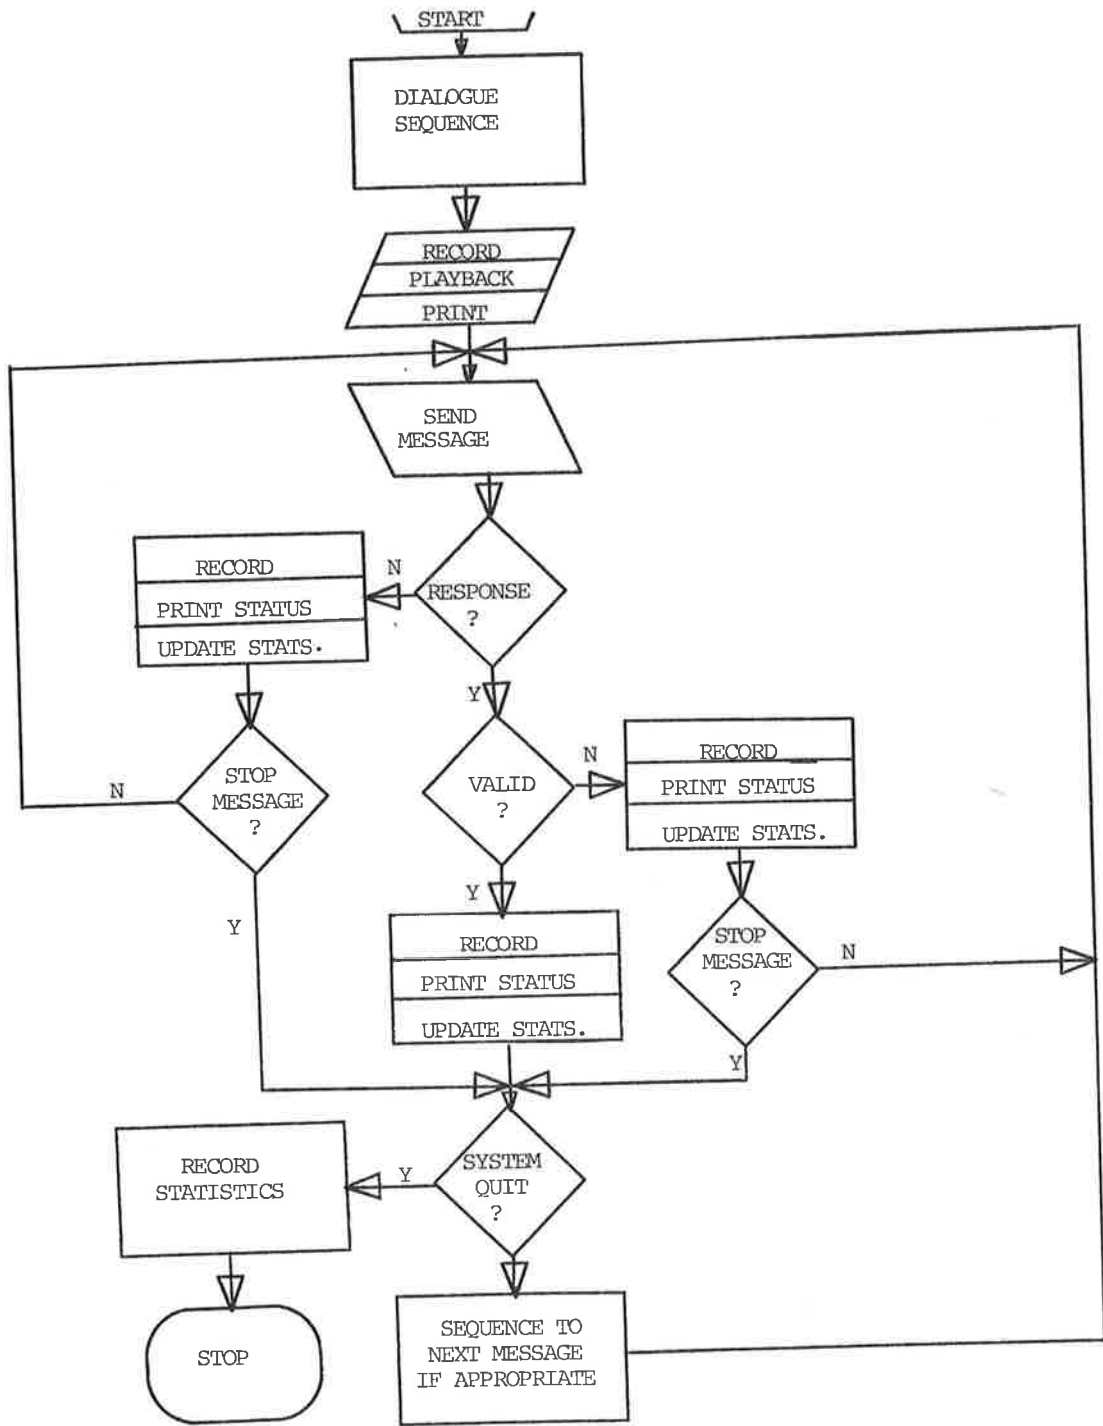 START
DIALOGUE
SEQUENCE
RECORD
PLAYBACK
PRINT
SEND
MESSAGE
RESPONSE
?
N
RECORD
PRINT STATUS
UPDATE STATS.
Y
STOP
MESSAGE
?
N
Y
VALID
?
N
RECORD
PRINT STATUS
UPDATE STATS.
Y
RECORD
PRINT STATUS
UPDATE STATS.
STOP
MESSAGE
?
N
Y
SYSTEM
QUIT
?
Y
RECORD
STATISTICS
STOP
SEQUENCE TO
NEXT MESSAGE
IF APPROPRIATE